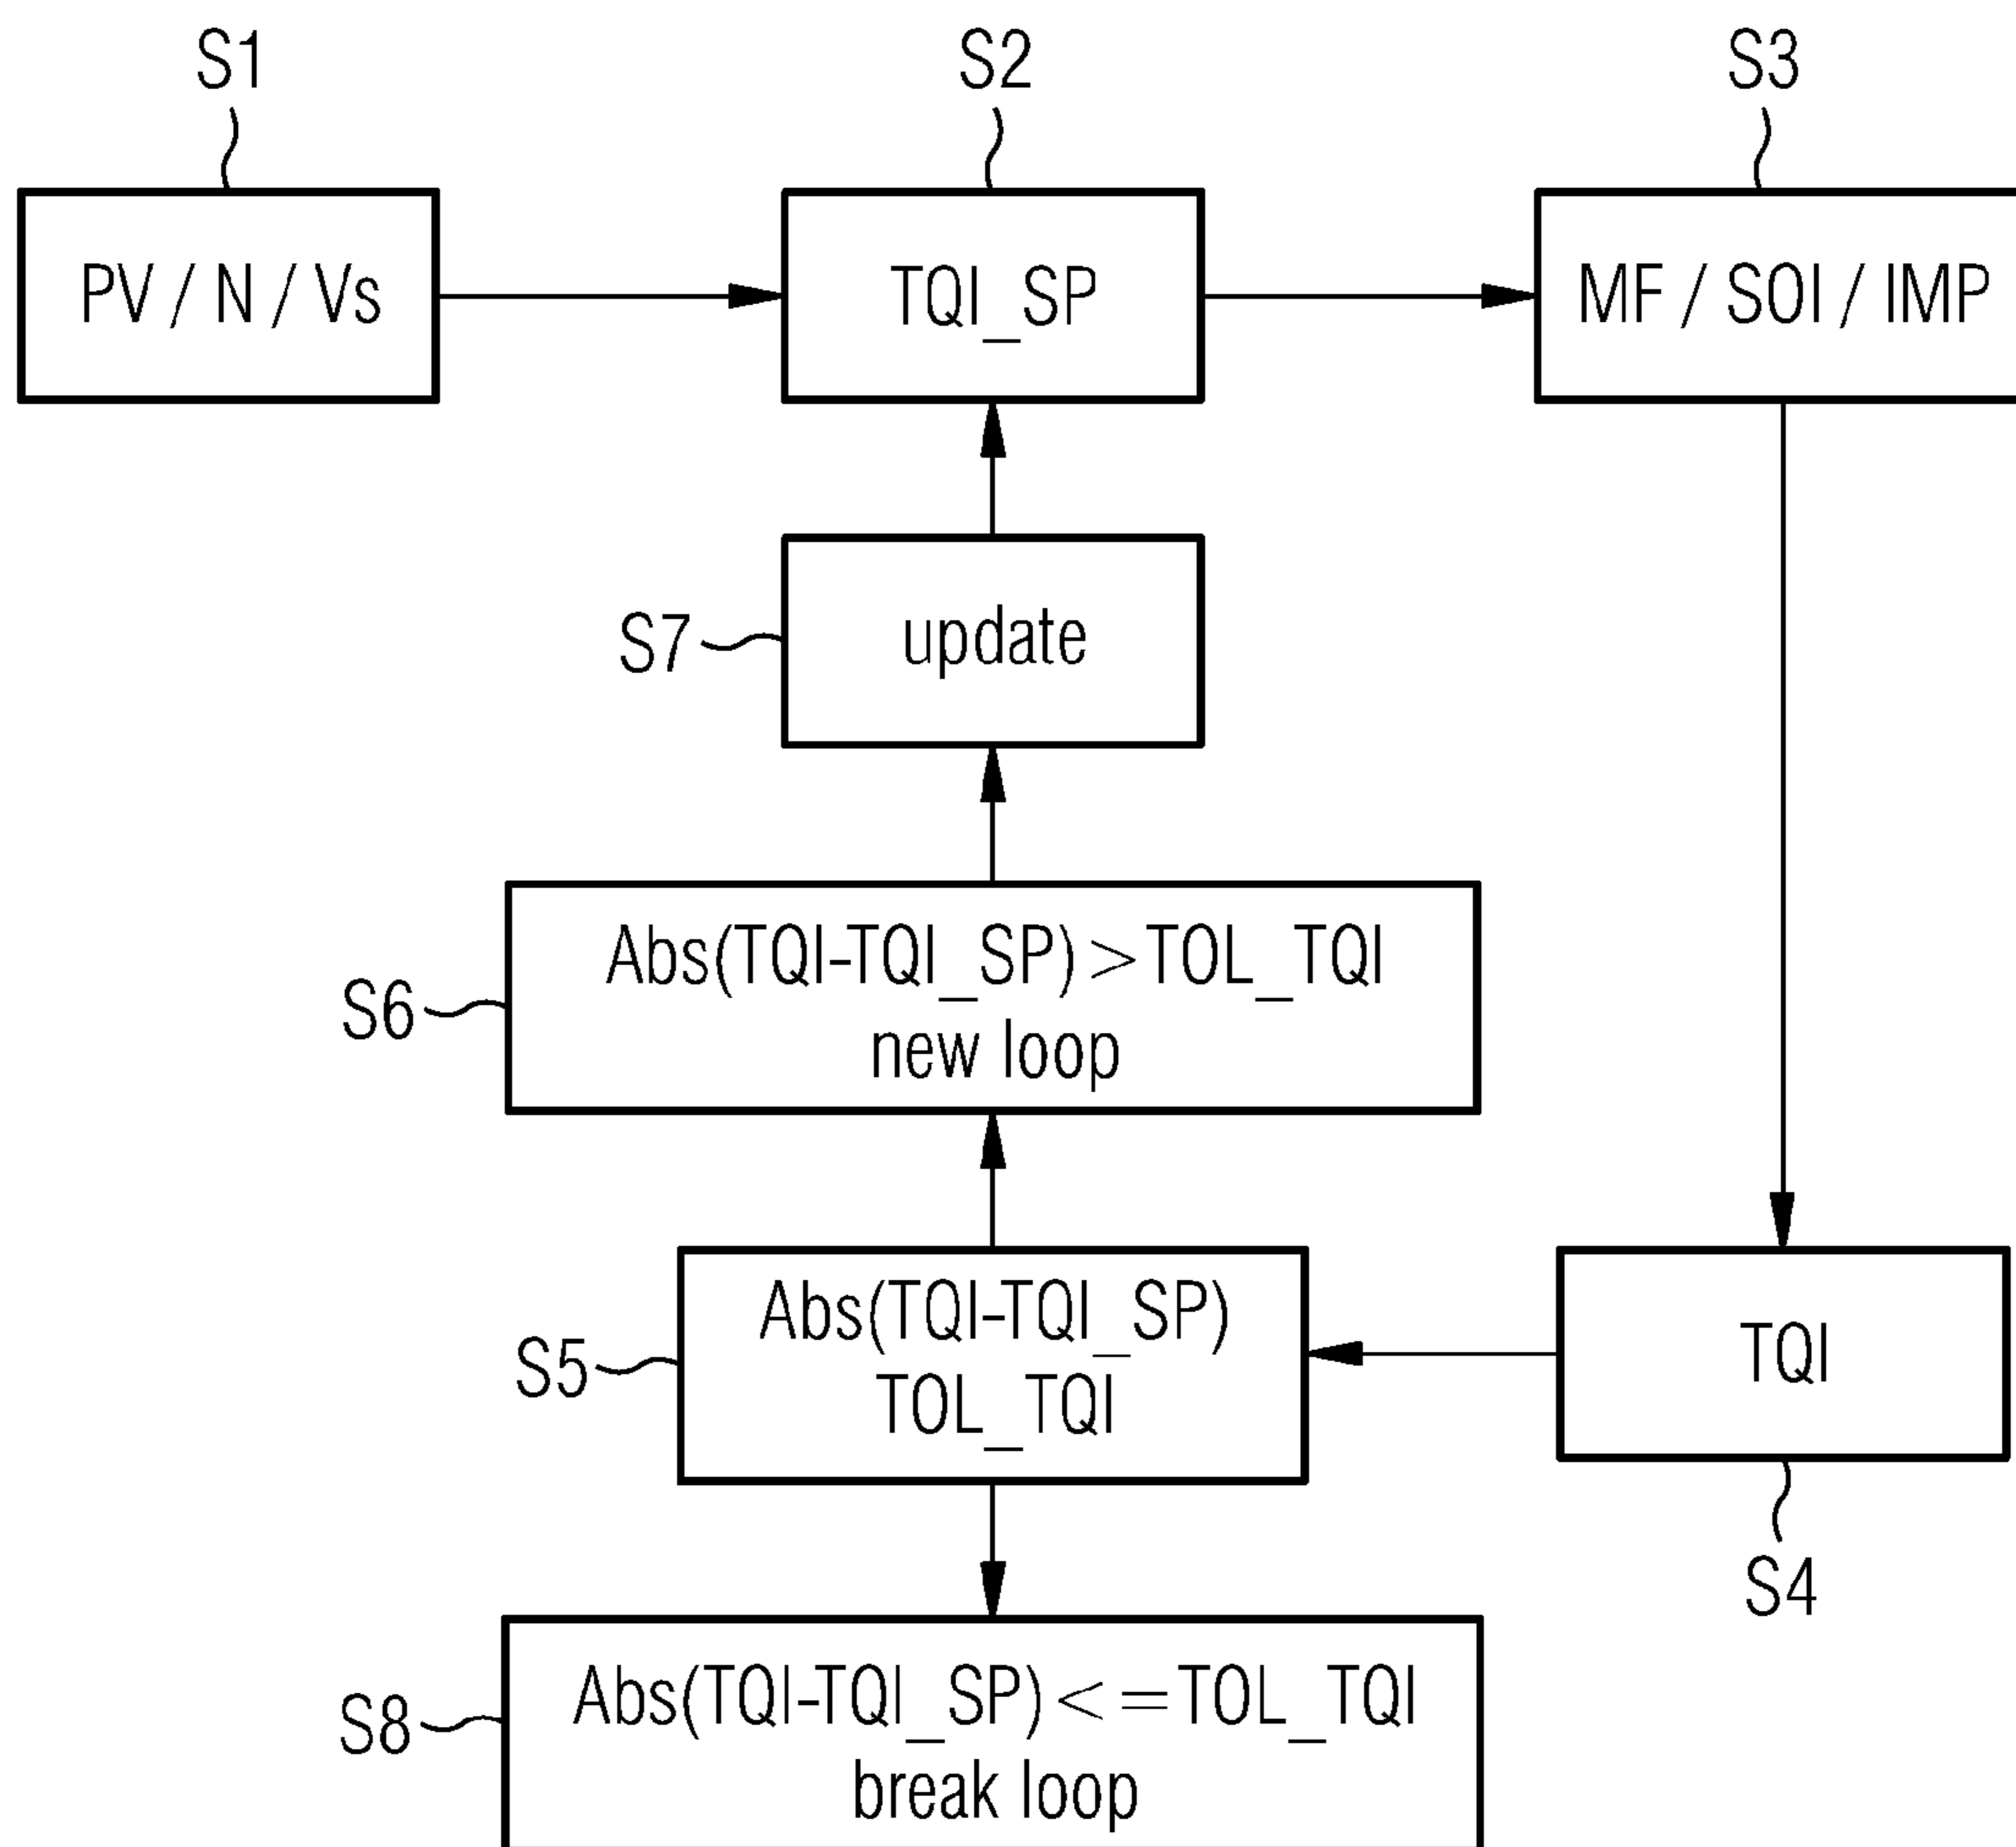 S1
S2
S3
PV / N / Vs
TQI_SP
MF / SOI / IMP
S7
update
S6
Abs(TQI-TQI_SP)>TOL_TQI
new loop
S5
Abs(TQI-TQI_SP)
TOL_TQI
TQI
S4
S8
Abs(TQI-TQI_SP)<=TOL_TQI
break loop